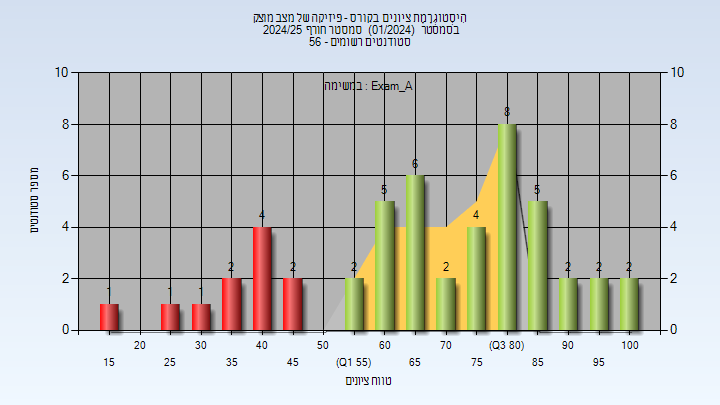 היסטוגרמת ציונים בקורס - פיזיקה של מצב מוצק
בסמסטר (01/2024) סמסטר חורף 2024/25
סטודנטים רשומים - 56
במשימה : Exam_A
10 10
8 8
6 6
4 4
2 2
0 0
מספר סטודנטים
1 1 1 2 4 2 2 5 6 2 4 8 5 2 2 2
20 30 40 50 60 70 (Q3 80) 90 100
15 25 35 45 (Q1 55) 65 75 85 95
טווח ציונים